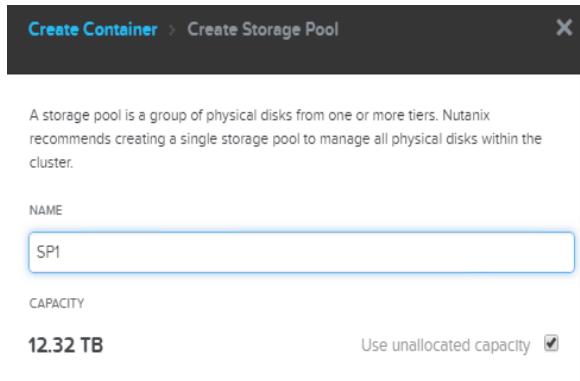 Create Container > Create Storage Pool ×
A storage pool is a group of physical disks from one or more tiers. Nutanix
recommends creating a single storage pool to manage all physical disks within the
cluster.
NAME
SP1
CAPACITY
12.32 TB Use unallocated capacity